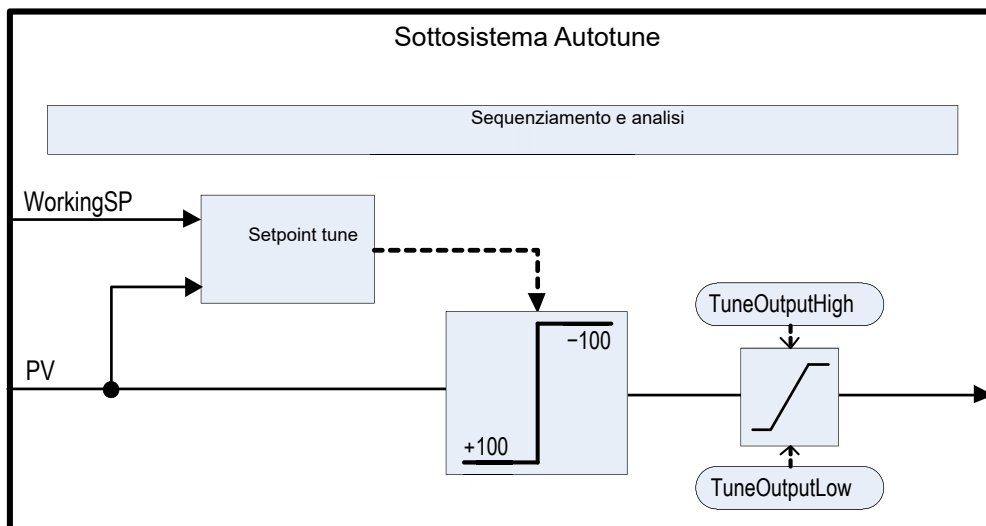 Sottosistema Autotune
Sequenziamento e analisi
WorkingSP
Setpoint tune
TuneOutputHigh
−100
PV
+100
TuneOutputLow